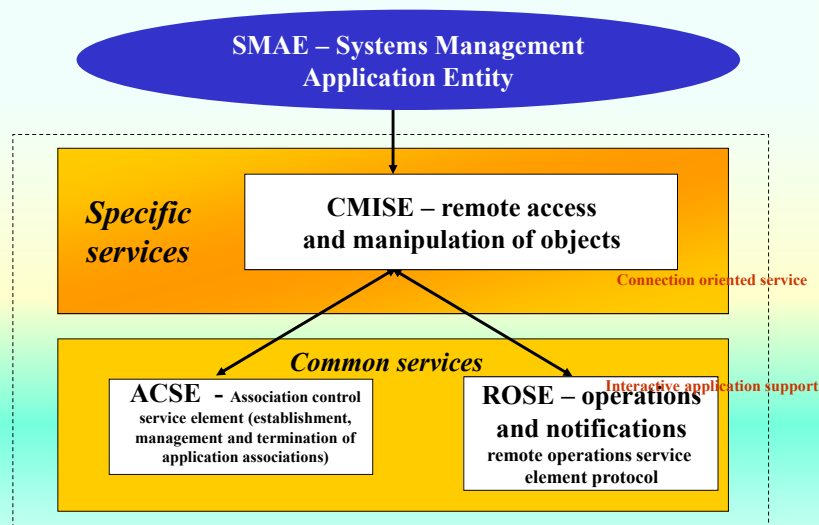 SMAE – Systems Management
Application Entity
Specific
services
CMISE – remote access
and manipulation of objects
Connection oriented service
Common services
ACSE - Association control
service element (establishment,
management and termination of
application associations)
Interactive application support
ROSE – operations
and notifications
remote operations service
element protocol